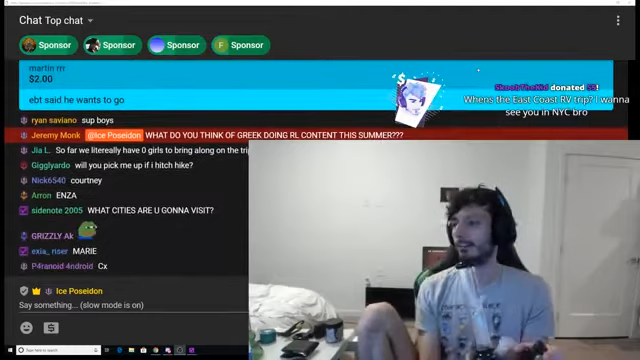 Chat Top chat
Sponsor
Sponsor
Sponsor
F Sponsor
martin rrr
$2.00
ebt said he wants to go
donated $5!
Whens the East Coast RV trip? I wanna
see you in NYC bro
ryan saviano sup boys
Jeremy Monk @Ice Poseidon WHAT DO YOU THINK OF GREEK DOING RL CONTENT THIS SUMMER???
Jia L. So far we litereally have 0 girls to bring along on the trip
Gigglyardo will you pick me up if i hitch hike?
Nick6540 courtney
Arron ENZA
sidenote 2005 WHAT CITIES ARE U GONNA VISIT?
GRIZZLY Ak
exia_riser MARIE
P4ranoid 4ndroid Cx
Ice Poseidon
Say something... (slow mode is on)